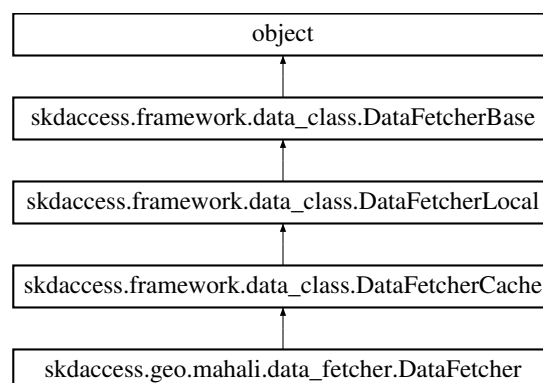 object
skdaccess.framework.data_class.DataFetcherBase
skdaccess.framework.data_class.DataFetcherLocal
skdaccess.framework.data_class.DataFetcherCache
skdaccess.geo.mahali.data_fetcher.DataFetcher